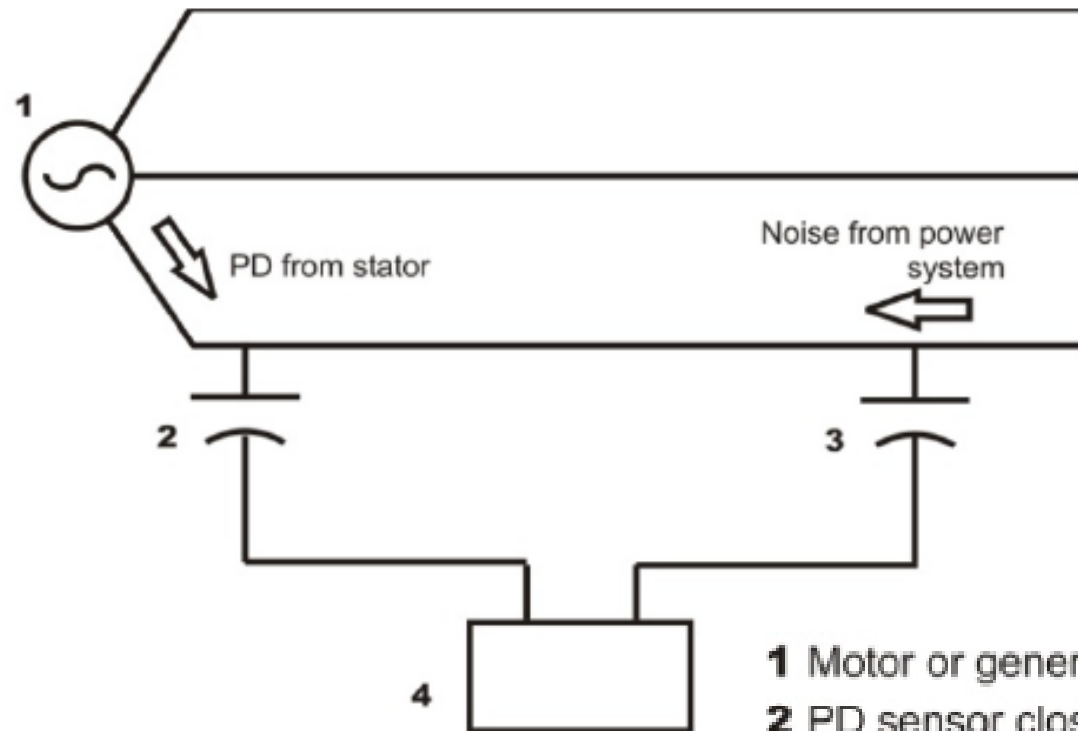 1
PD from stator
Noise from power
system
2
3
4
1 Motor or gener
2 PD sensor clos